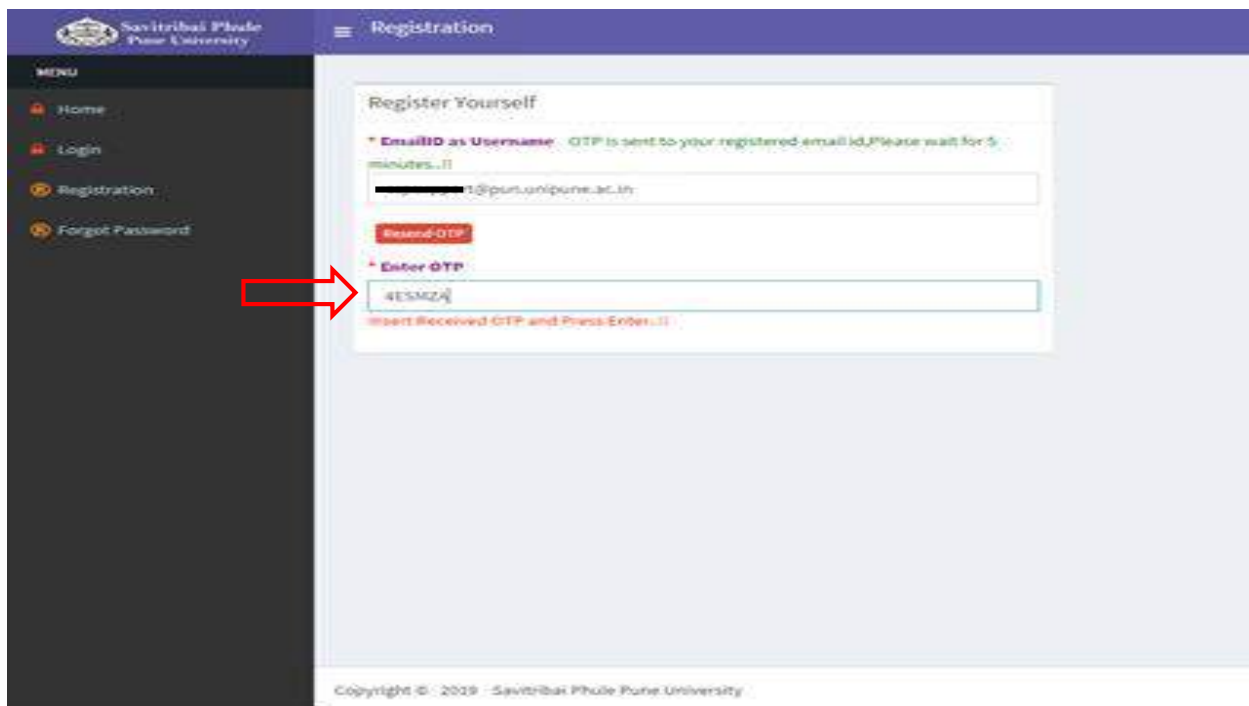 Savitribai Phule
Pune University
Registration
MENU
Home
Login
Registration
Forgot Password
Register Yourself
* EmailID as Username OTP is sent to your registered email id,Please wait for 5
minutes..!!
@pun.unipune.ac.in
Resend OTP
* Enter OTP
4ESMZA
Insert Received OTP and Press Enter..!!
Copyright © 2019 Savitribai Phule Pune University